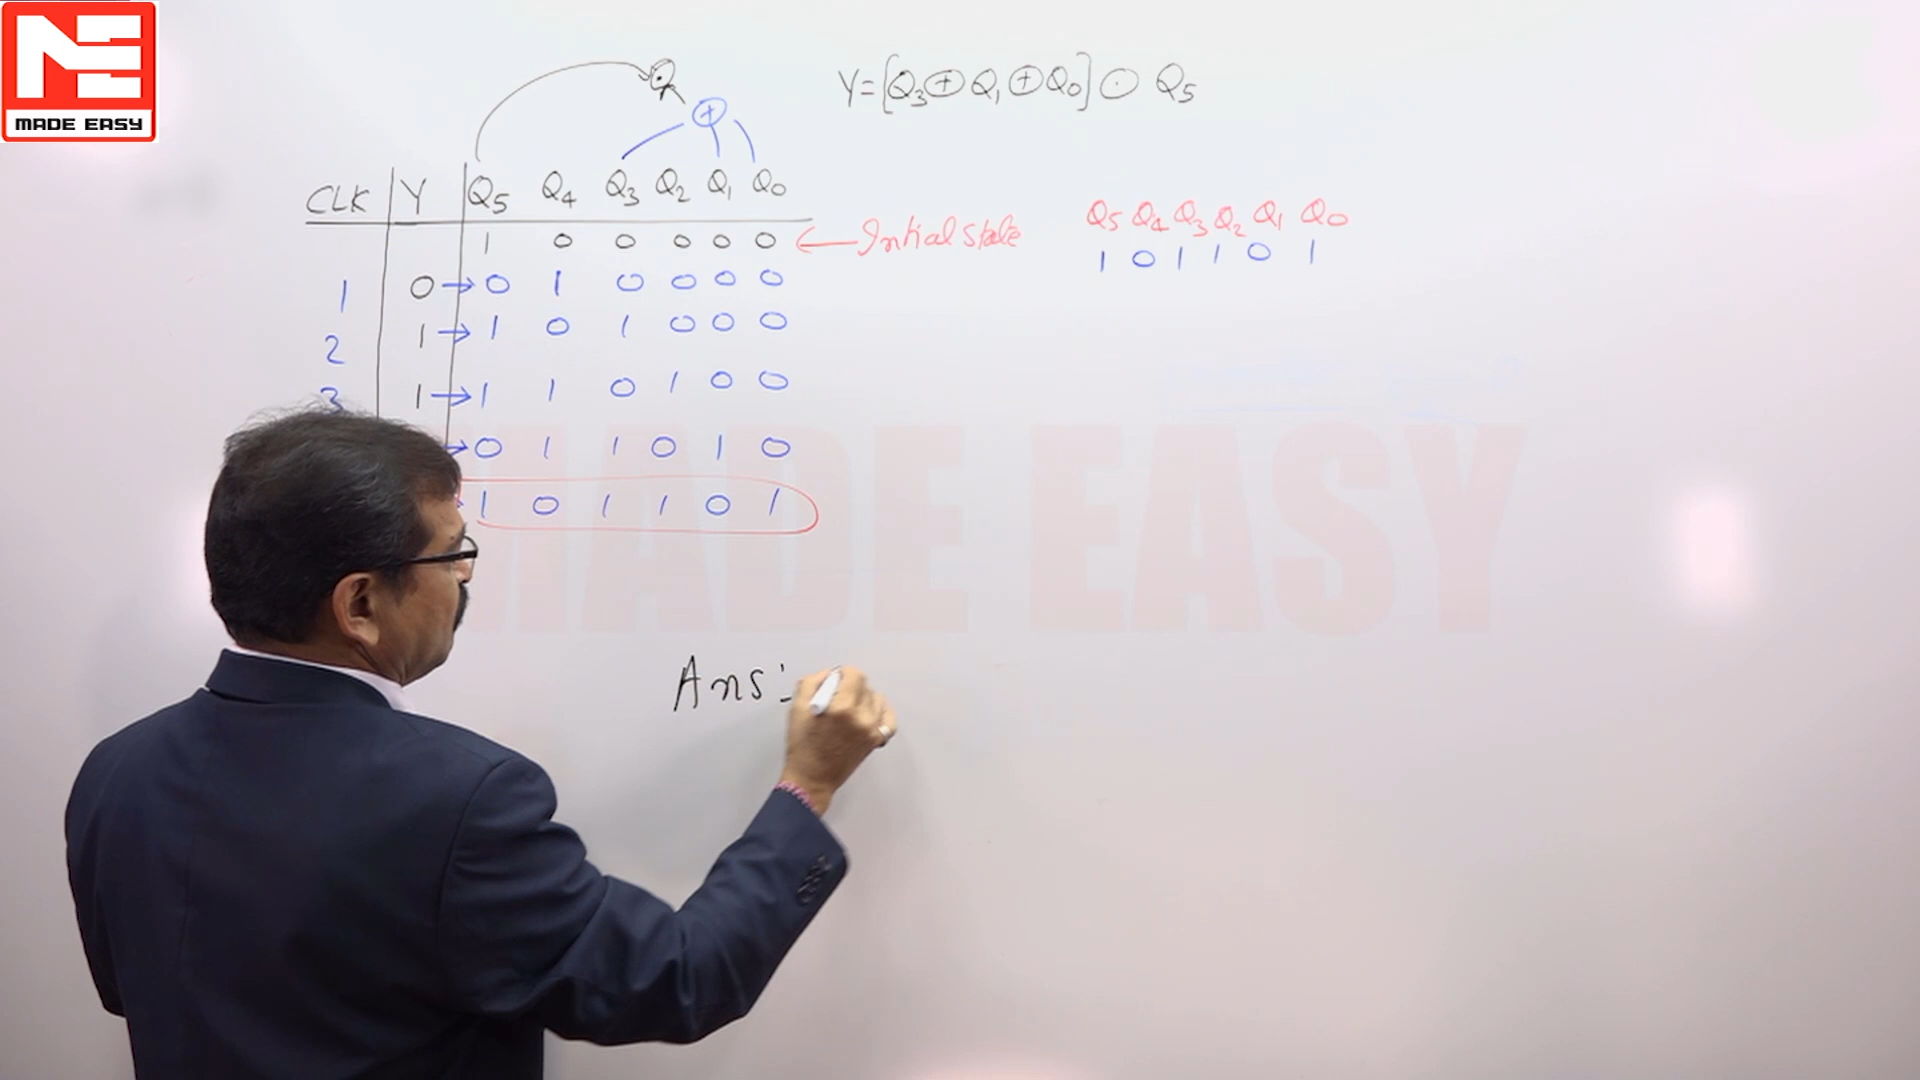 ME
MADE EASY
Y = [Q3 ⊕ Q1 ⊕ Q0] ⊙ Q5
⊙
⊕
CLK Y Q5 Q4 Q3 Q2 Q1 Q0
1 0 0 0 0 0 ← Initial state
1 0 → 0 1 0 0 0 0
2 1 → 1 0 1 0 0 0
3 1 → 1 1 0 1 0 0
→ 0 1 1 0 1 0
1 0 1 1 0 1
Q5 Q4 Q3 Q2 Q1 Q0
1 0 1 1 0 1
MADE EASY
Ans: